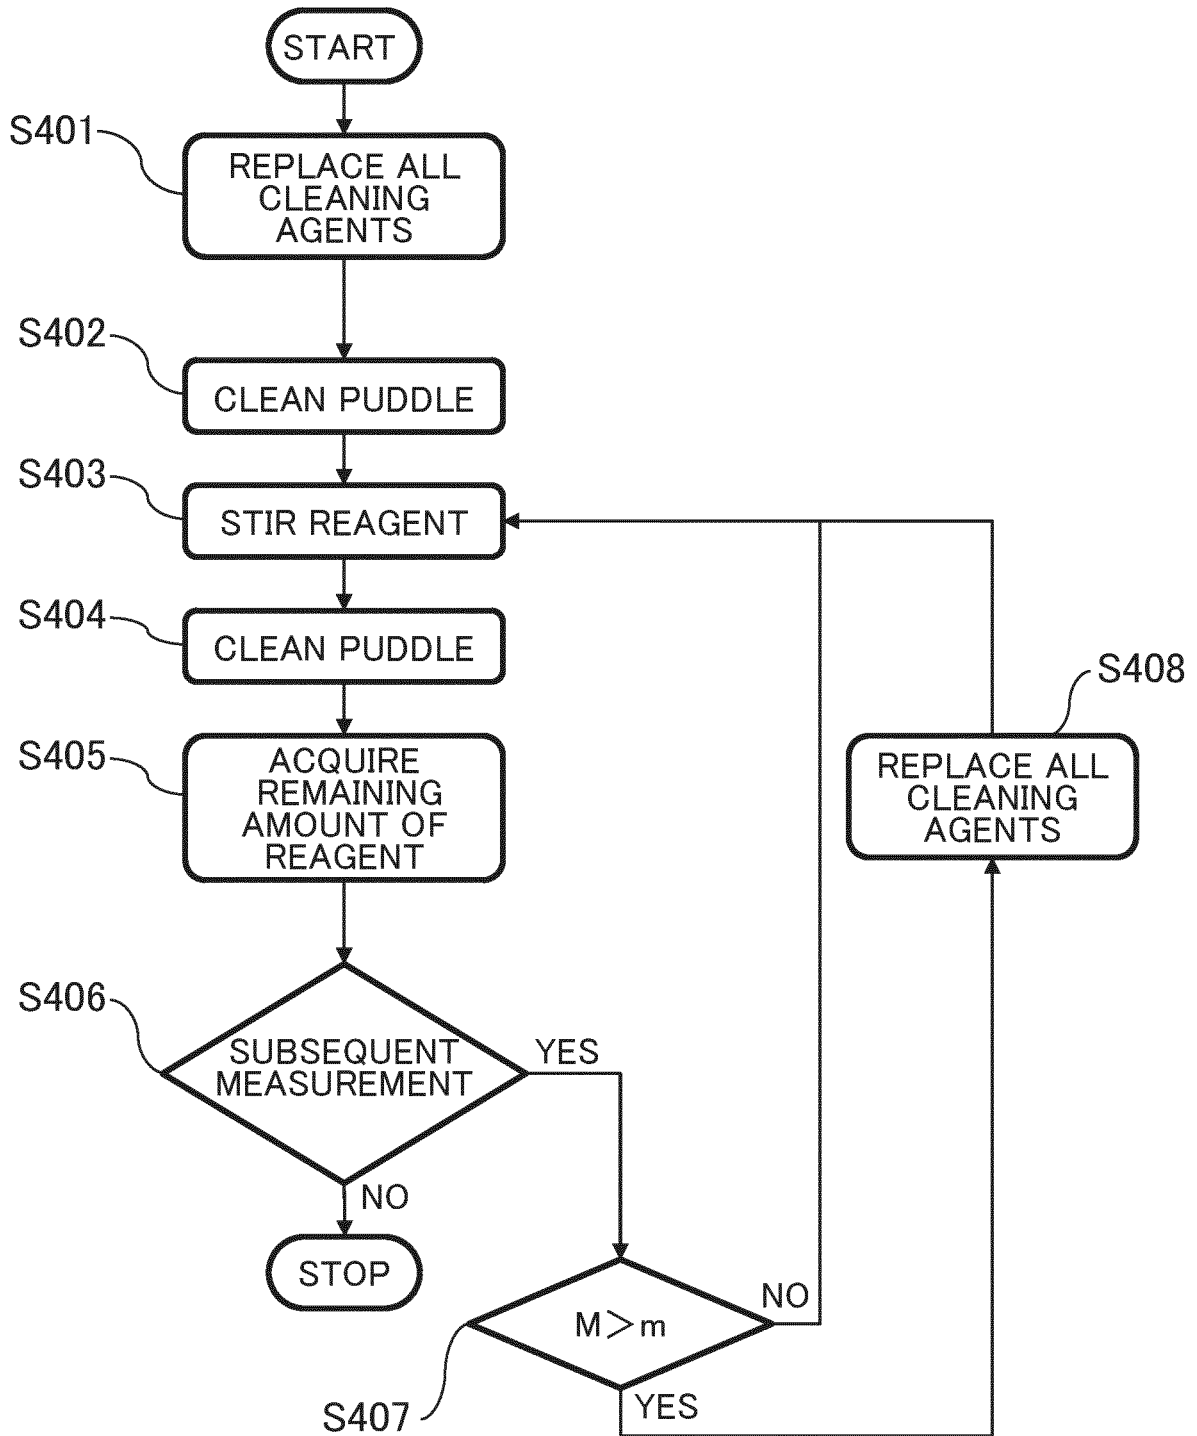 START
S401
REPLACE ALL
CLEANING
AGENTS
S402
CLEAN PUDDLE
S403
STIR REAGENT
S404
CLEAN PUDDLE
S405
ACQUIRE
REMAINING
AMOUNT OF
REAGENT
S408
REPLACE ALL
CLEANING
AGENTS
S406
SUBSEQUENT
MEASUREMENT
YES
NO
STOP
S407
M>m
NO
YES